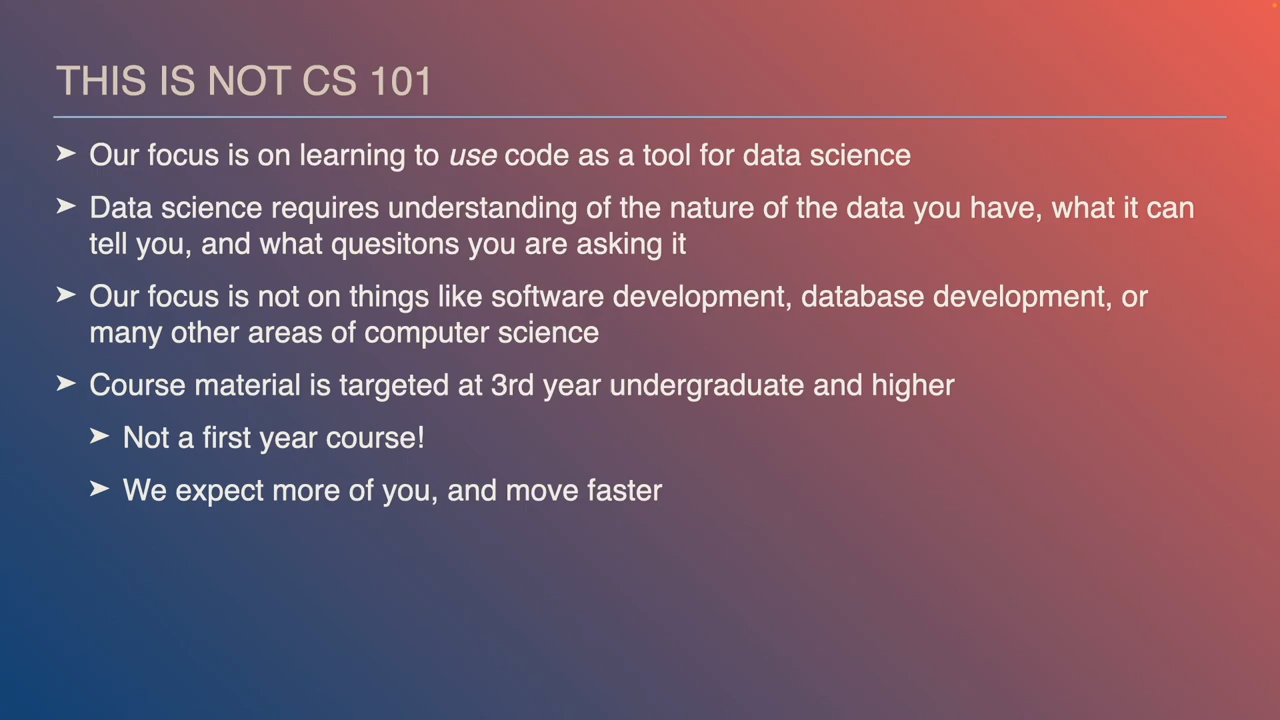 THIS IS NOT CS 101
➤ Our focus is on learning to use code as a tool for data science
➤ Data science requires understanding of the nature of the data you have, what it can
tell you, and what quesitons you are asking it
➤ Our focus is not on things like software development, database development, or
many other areas of computer science
➤ Course material is targeted at 3rd year undergraduate and higher
➤ Not a first year course!
➤ We expect more of you, and move faster